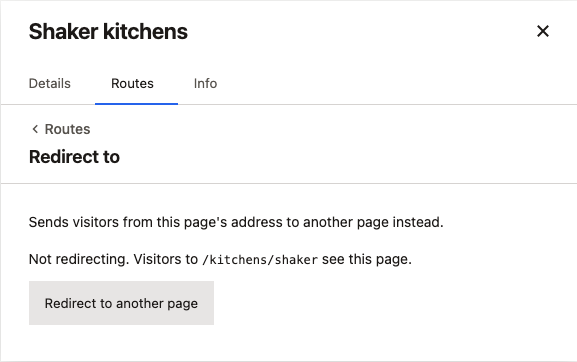 Shaker kitchens
Details Routes Info
Routes
Redirect to
Sends visitors from this page's address to another page instead.
Not redirecting. Visitors to /kitchens/shaker see this page.
Redirect to another page